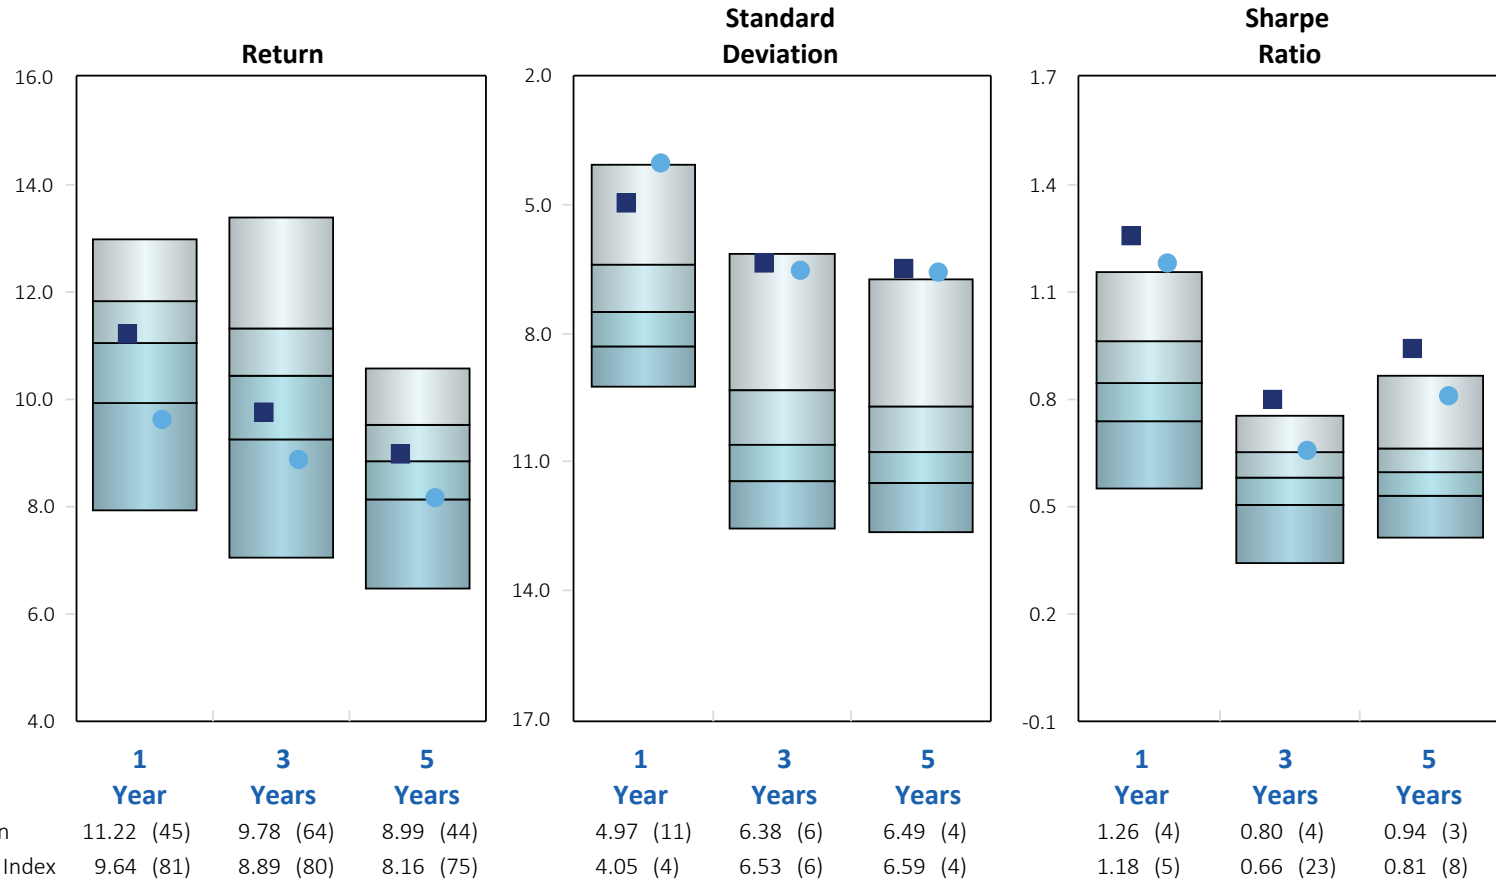 Standard
Sharpe
Return
Deviation
Ratio
16.0
14.0
12.0
10.0
8.0
6.0
4.0
2.0
5.0
8.0
11.0
14.0
17.0
1.7
1.4
1.1
0.8
0.5
0.2
-0.1
1 3 5 1 3 5 1 3 5
Year Years Years Year Years Years Year Years Years
n 11.22 (45) 9.78 (64) 8.99 (44) 4.97 (11) 6.38 (6) 6.49 (4) 1.26 (4) 0.80 (4) 0.94 (3)
Index 9.64 (81) 8.89 (80) 8.16 (75) 4.05 (4) 6.53 (6) 6.59 (4) 1.18 (5) 0.66 (23) 0.81 (8)